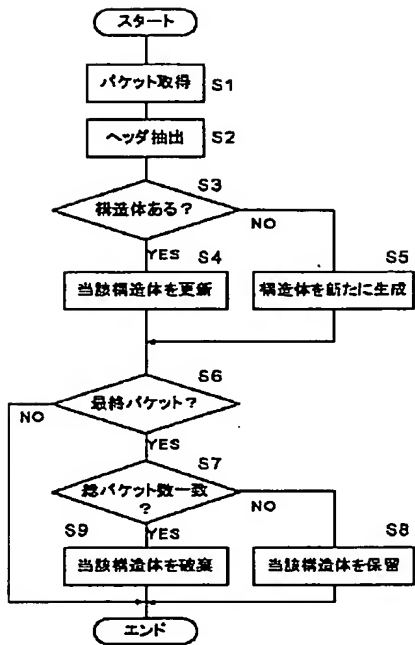 スタート
パケット取得
S1
ヘッダ抽出
S2
S3
構造体ある?
NO
YES
S4
当該構造体を更新
S5
構造体を新たに生成
S6
最終パケット?
NO
YES
S7
総パケット数一致
?
NO
S9
YES
当該構造体を破棄
S8
当該構造体を保留
エンド